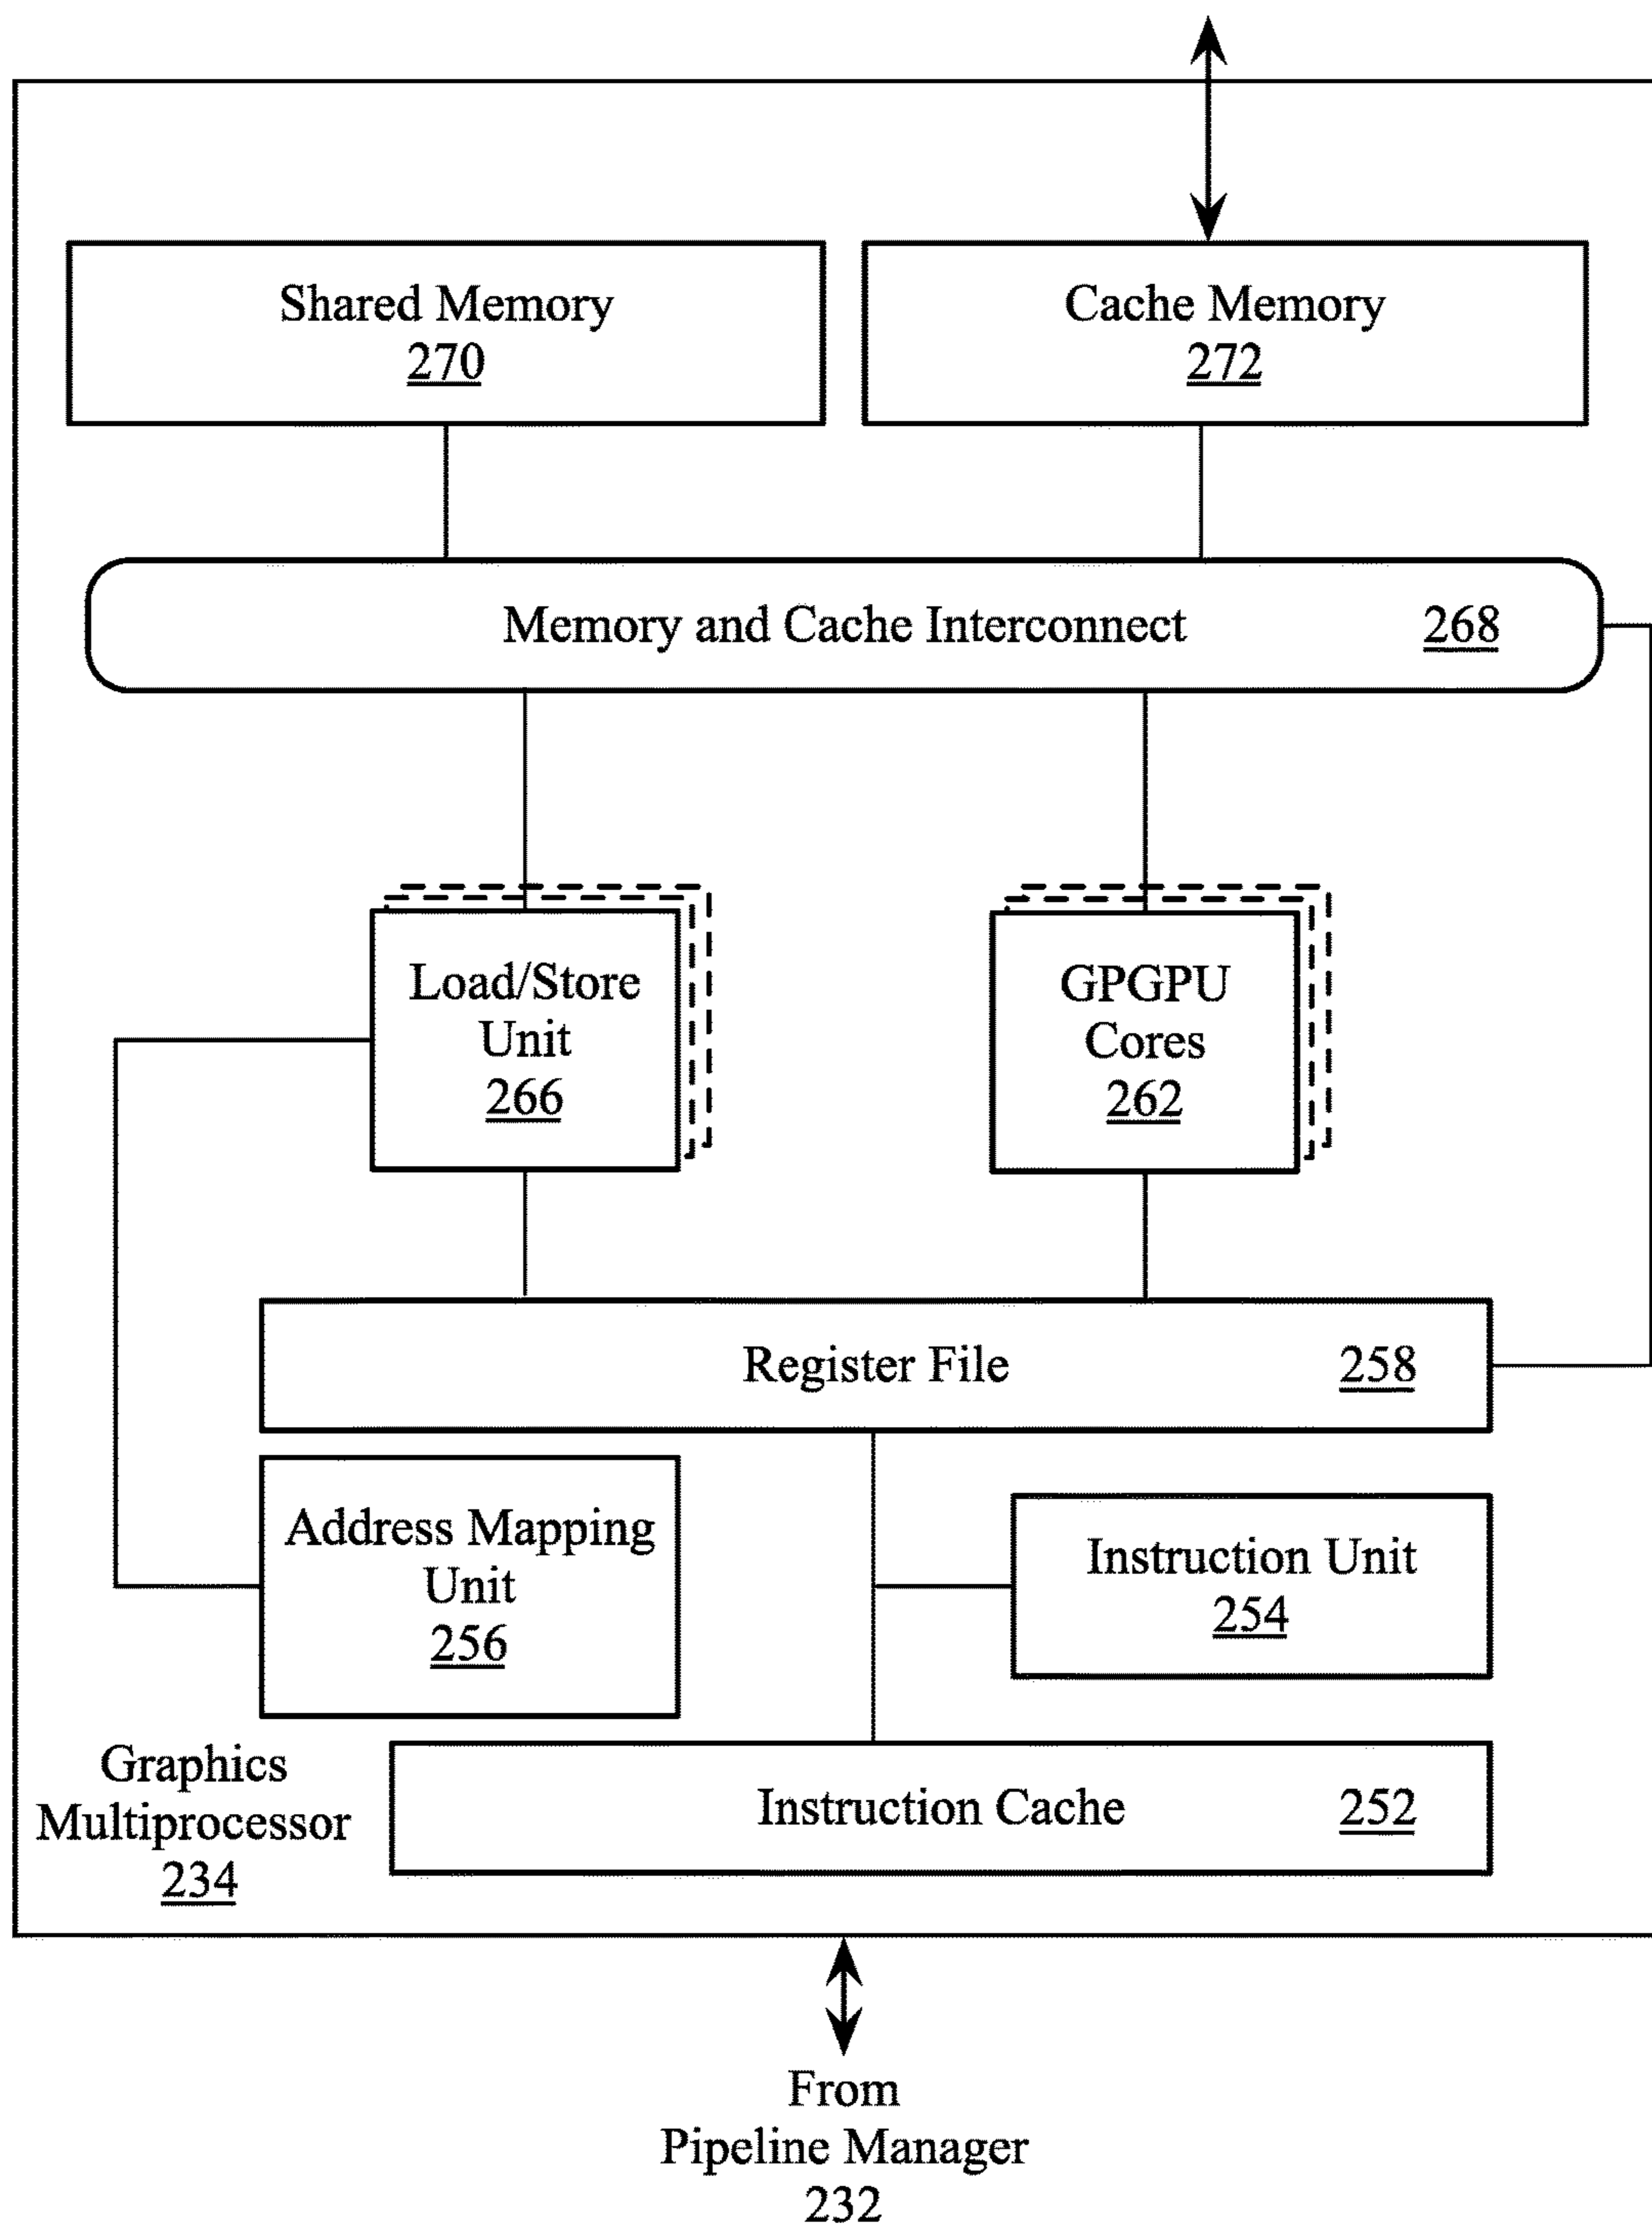 Shared Memory
270
Cache Memory
272
Memory and Cache Interconnect 268
Load/Store
Unit
266
GPGPU
Cores
262
Register File 258
Address Mapping
Unit
256
Instruction Unit
254
Graphics
Multiprocessor
234
Instruction Cache 252
From
Pipeline Manager
232